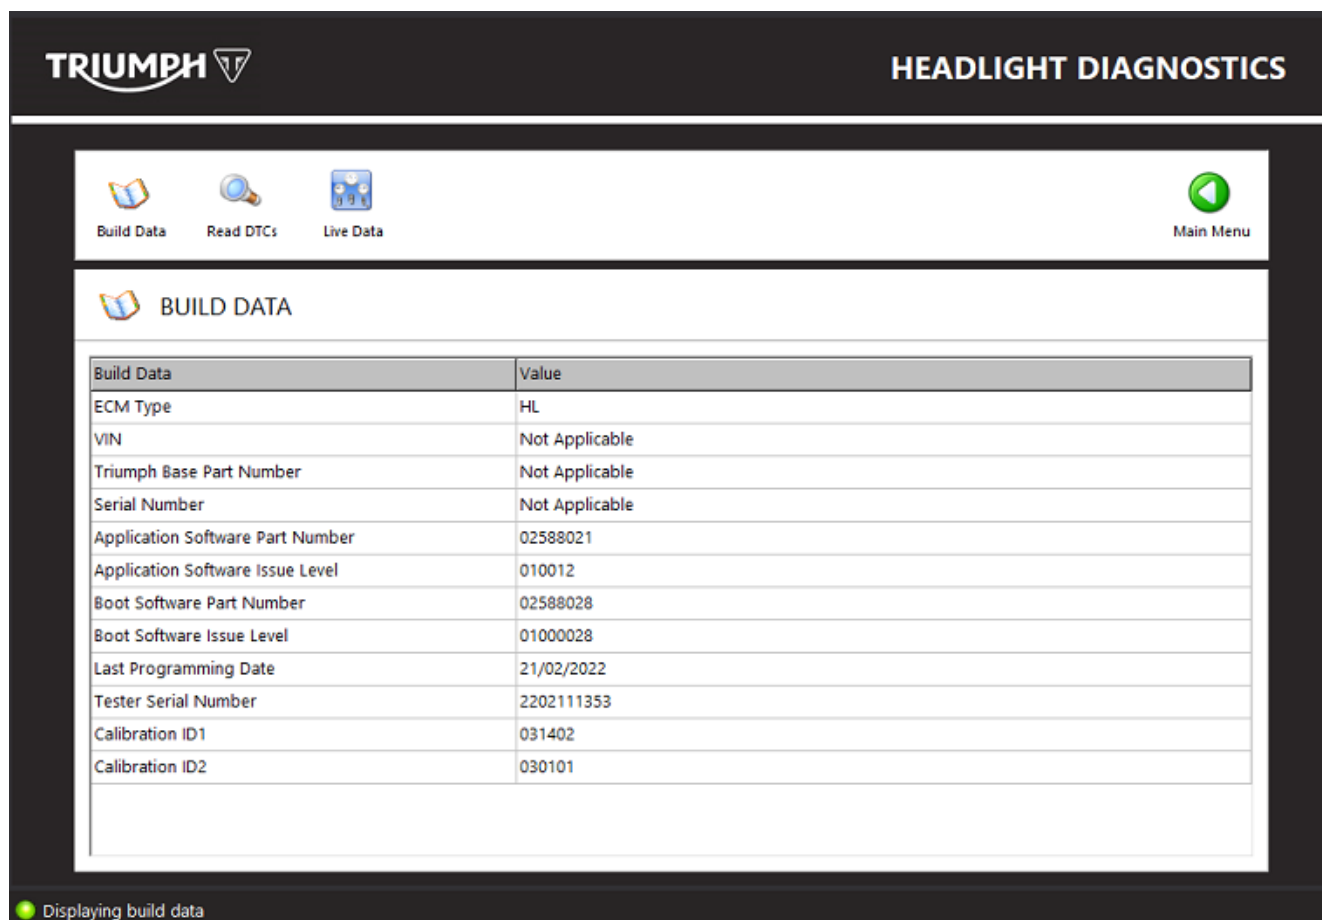 TRIUMPH
HEADLIGHT DIAGNOSTICS
Build Data Read DTCs Live Data Main Menu
BUILD DATA
Build Data Value
ECM Type HL
VIN Not Applicable
Triumph Base Part Number Not Applicable
Serial Number Not Applicable
Application Software Part Number 02588021
Application Software Issue Level 010012
Boot Software Part Number 02588028
Boot Software Issue Level 01000028
Last Programming Date 21/02/2022
Tester Serial Number 2202111353
Calibration ID1 031402
Calibration ID2 030101
Displaying build data